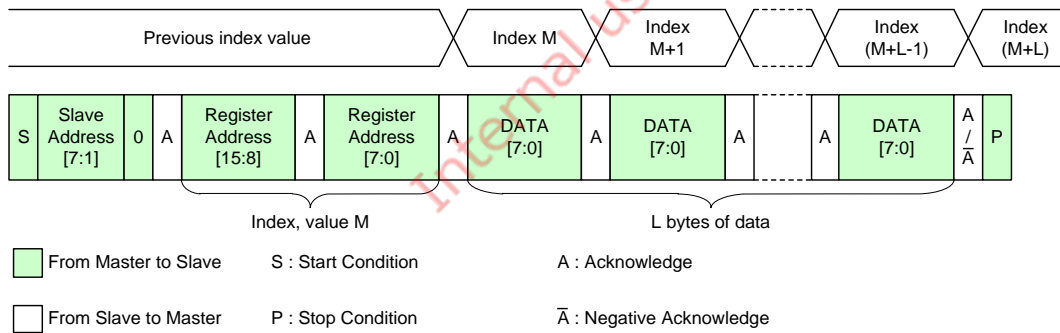 Previous index value
Index M
Index
M+1
Index
(M+L-1)
Index
(M+L)
S
Slave
Address
[7:1]
0
A
Register
Address
[15:8]
A
Register
Address
[7:0]
A
DATA
[7:0]
A
DATA
[7:0]
A
A
DATA
[7:0]
A
/
A̅
P
Index, value M
L bytes of data
From Master to Slave
S : Start Condition
A : Acknowledge
From Slave to Master
P : Stop Condition
A̅ : Negative Acknowledge
Internal us